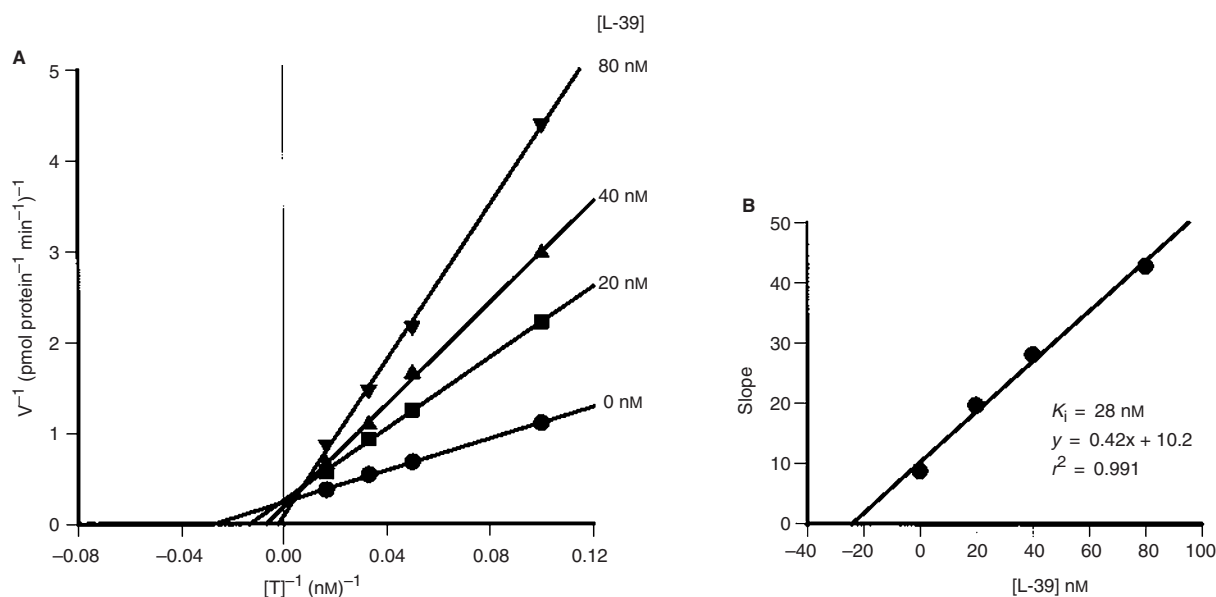 [L-39]
A
80 nM
5
4
40 nM
3
20 nM
2
0 nM
1
0
V⁻¹ (pmol protein⁻¹ min⁻¹)⁻¹
−0.08 −0.04 0.00 0.04 0.08 0.12
[T]⁻¹ (nM)⁻¹
B
50
40
30
20
10
0
Slope
Kᵢ = 28 nM
y = 0.42x + 10.2
r² = 0.991
−40 −20 0 20 40 60 80 100
[L-39] nM